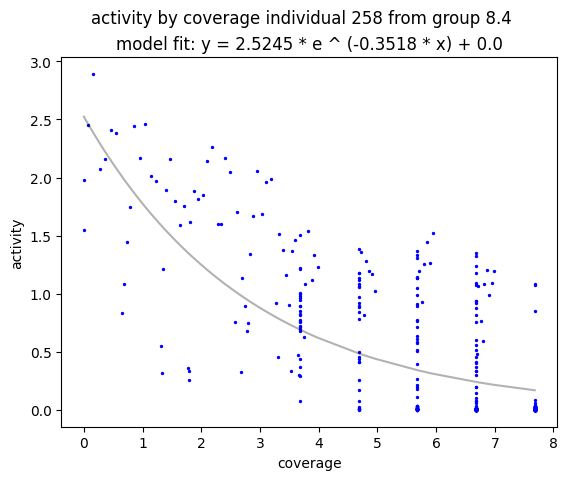 activity by coverage individual 258 from group 8.4
model fit: y = 2.5245 * e ^ (-0.3518 * x) + 0.0
3.0
2.5
2.0
1.5
1.0
0.5
0.0
activity
0 1 2 3 4 5 6 7 8
coverage